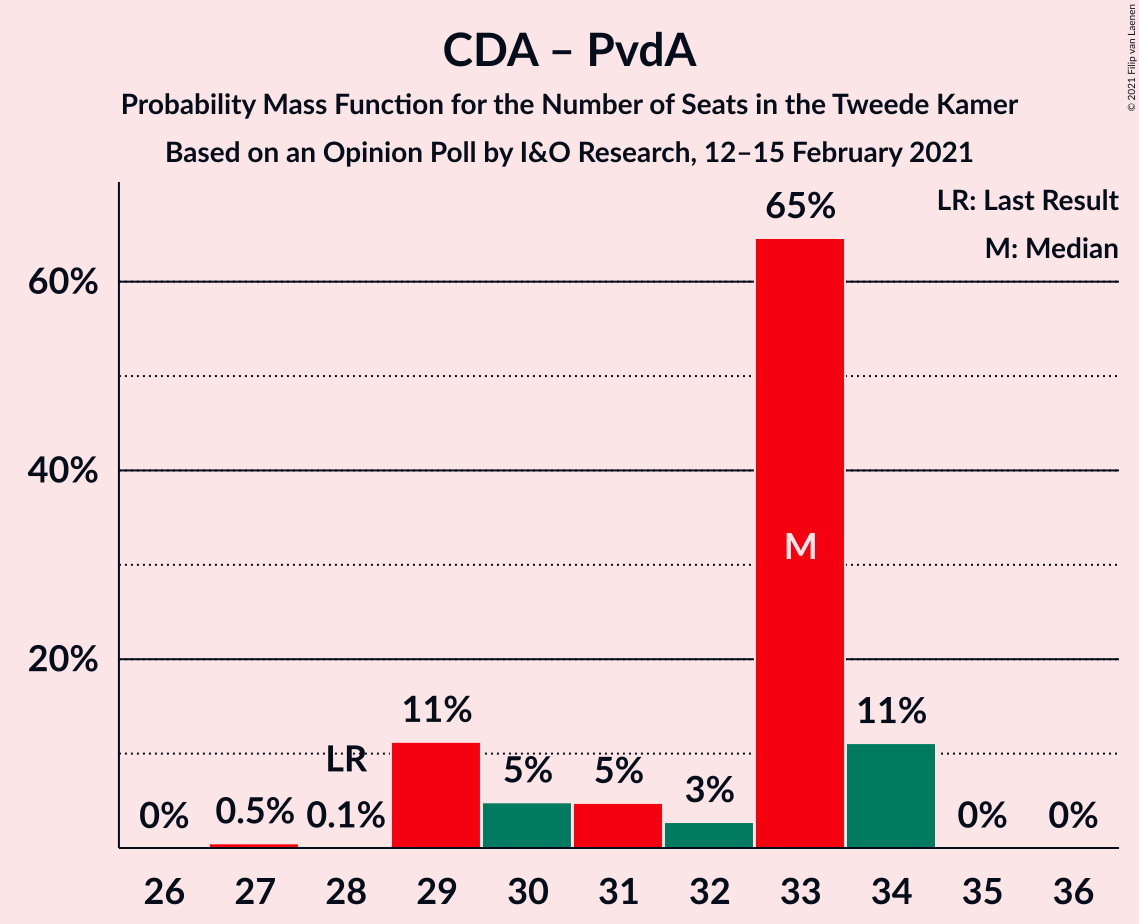 CDA – PvdA
Probability Mass Function for the Number of Seats in the Tweede Kamer
Based on an Opinion Poll by I&O Research, 12–15 February 2021
© 2021 Filip van Laenen
LR: Last Result
M: Median
60%
40%
20%
0%
0.5%
LR
0.1%
11%
5%
5%
3%
65%
M
11%
0%
0%
26 27 28 29 30 31 32 33 34 35 36